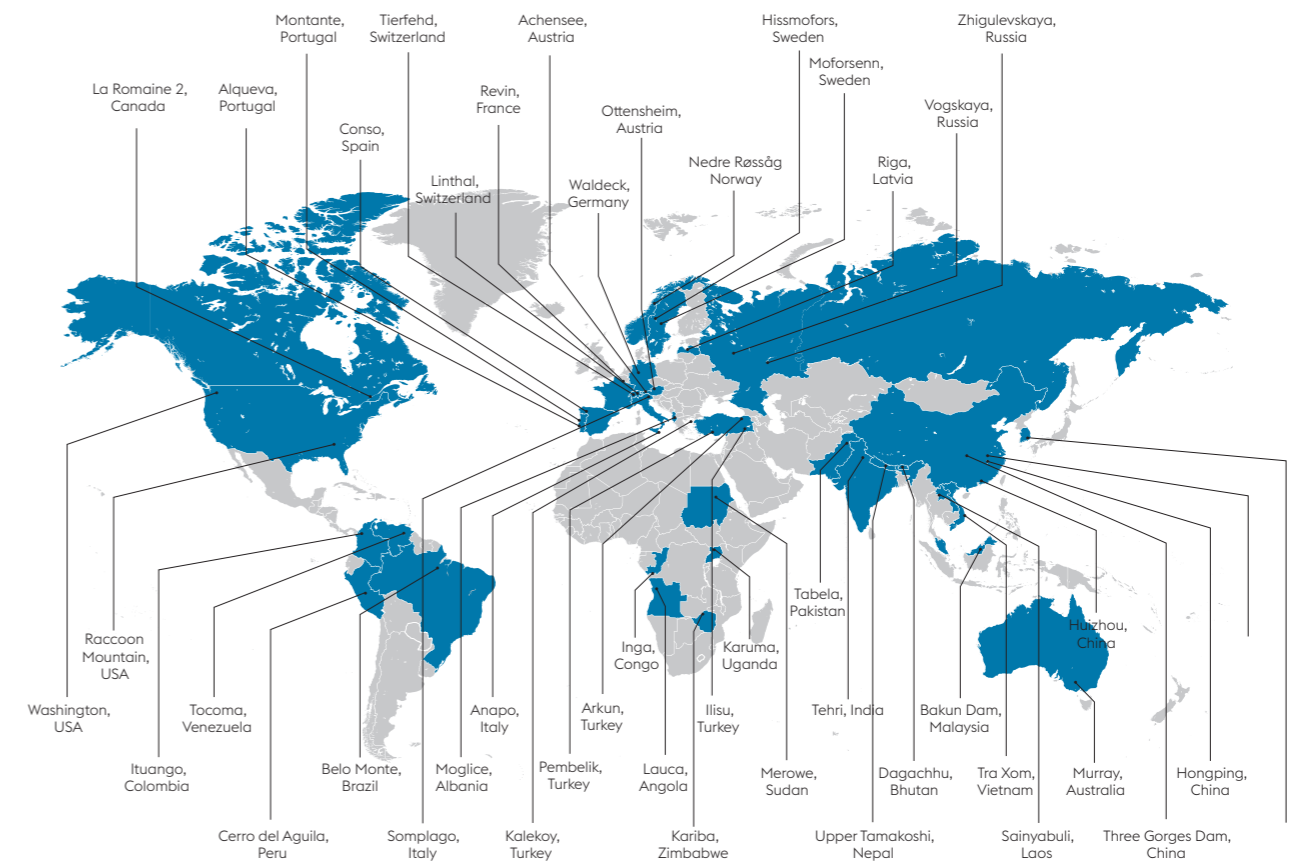 Montante,
Portugal
Tierfehd,
Switzerland
Achensee,
Austria
Hissmofors,
Sweden
Zhigulevskaya,
Russia
Moforsenn,
Sweden
La Romaine 2,
Canada
Alqueva,
Portugal
Revin,
France
Vogskaya,
Russia
Ottensheim,
Austria
Conso,
Spain
Nedre Røssåg
Norway
Riga,
Latvia
Linthal,
Switzerland
Waldeck,
Germany
Tabela,
Pakistan
Huizhou,
China
Raccoon
Mountain,
USA
Inga,
Congo
Karuma,
Uganda
Washington,
USA
Tocoma,
Venezuela
Anapo,
Italy
Arkun,
Turkey
Ilisu,
Turkey
Tehri, India
Bakun Dam,
Malaysia
Ituango,
Colombia
Belo Monte,
Brazil
Moglice,
Albania
Pembelik,
Turkey
Lauca,
Angola
Merowe,
Sudan
Dagachhu,
Bhutan
Tra Xom,
Vietnam
Murray,
Australia
Hongping,
China
Cerro del Aguila,
Peru
Somplago,
Italy
Kalekoy,
Turkey
Kariba,
Zimbabwe
Upper Tamakoshi,
Nepal
Sainyabuli,
Laos
Three Gorges Dam,
China